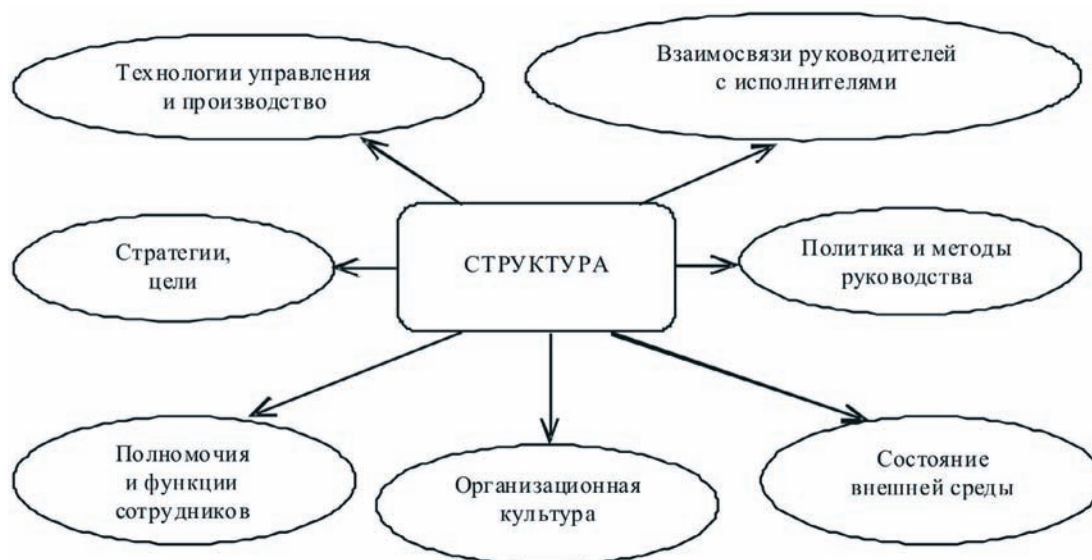 Технологии управления
и производство
Взаимосвязи руководителей
с исполнителями
Стратегии,
цели
СТРУКТУРА
Политика и методы
руководства
Полномочия
и функции
сотрудников
Организационная
культура
Состояние
внешней среды